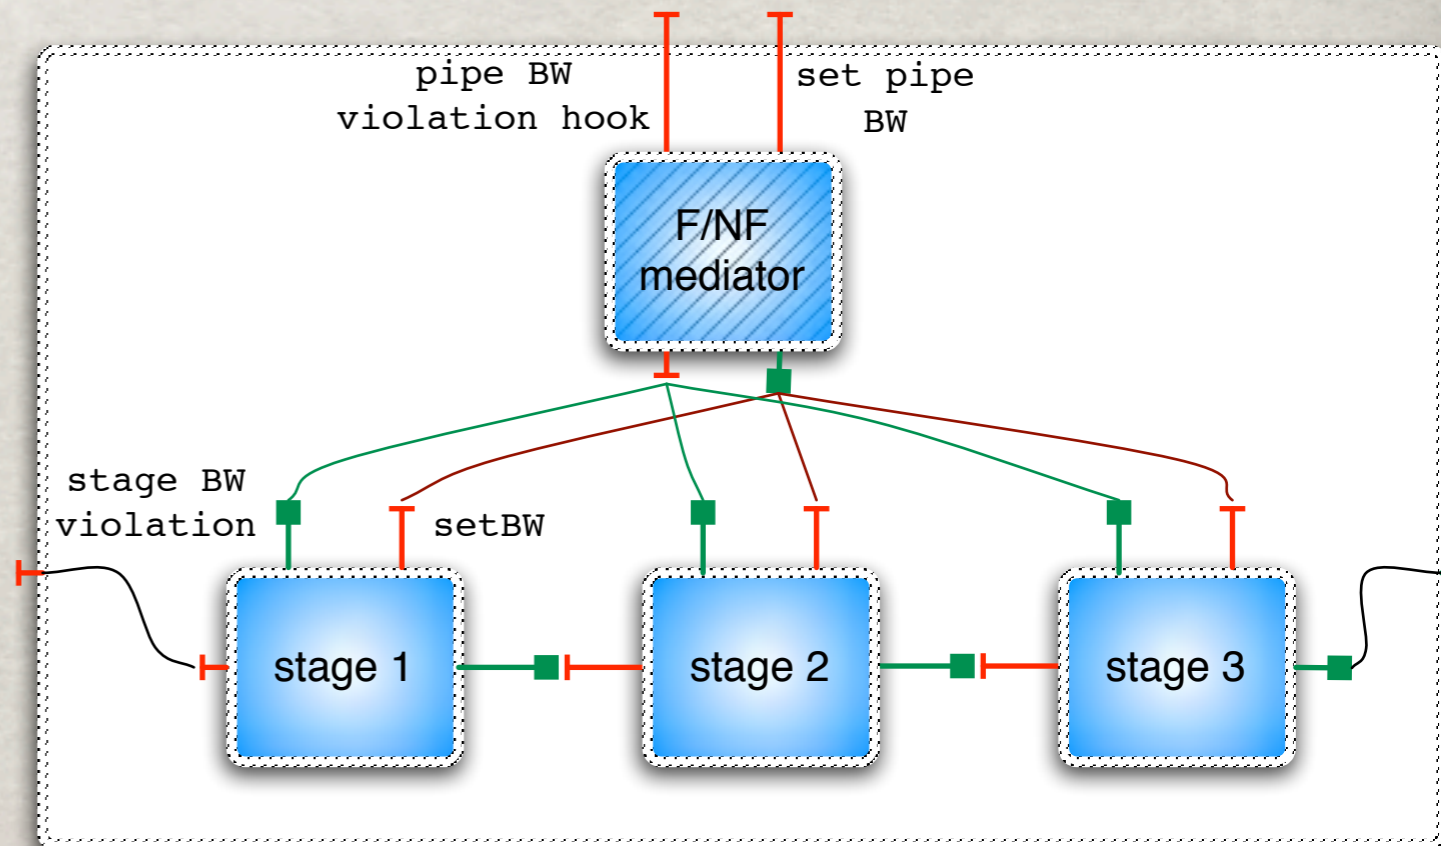 pipe BW
violation hook
set pipe
BW
F/NF
mediator
stage BW
violation
setBW
stage 1
stage 2
stage 3